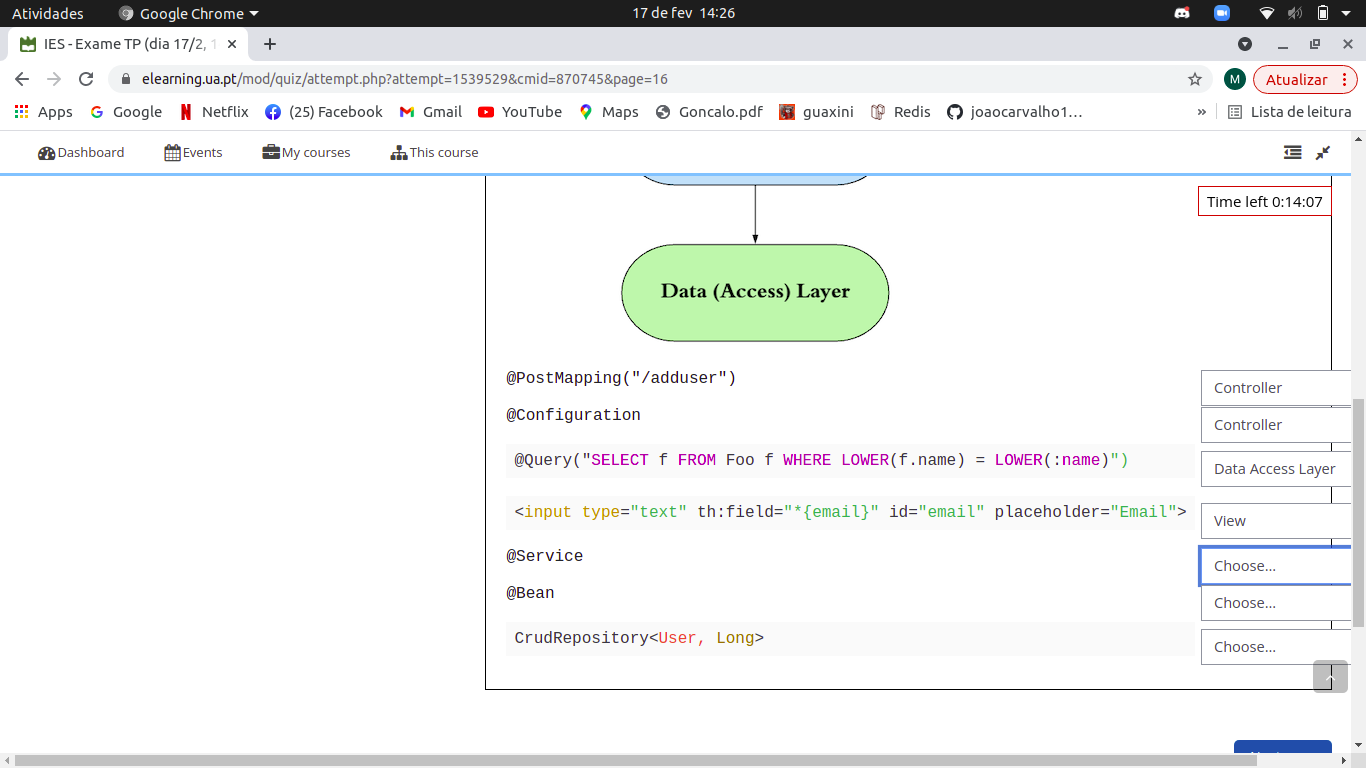 Atividades Google Chrome 17 de fev 14:26
IES - Exame TP (dia 17/2, 1
elearning.ua.pt/mod/quiz/attempt.php?attempt=1539529&cmid=870745&page=16 M Atualizar
Apps Google Netflix (25) Facebook Gmail YouTube Maps Goncalo.pdf guaxini Redis joaocarvalho1… » Lista de leitura
Dashboard Events My courses This course
Time left 0:14:07
Data (Access) Layer
@PostMapping("/adduser") Controller
@Configuration Controller
@Query("SELECT f FROM Foo f WHERE LOWER(f.name) = LOWER(:name)") Data Access Layer
<input type="text" th:field="*{email}" id="email" placeholder="Email"> View
@Service Choose...
@Bean Choose...
CrudRepository<User, Long> Choose...